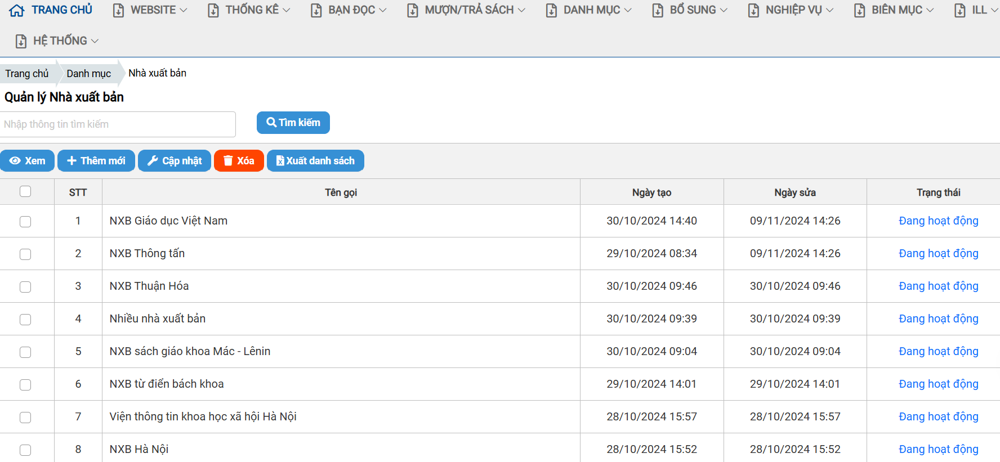 TRANG CHỦ WEBSITE THỐNG KÊ BẠN ĐỌC MƯỢN/TRẢ SÁCH DANH MỤC BỔ SUNG NGHIỆP VỤ BIÊN MỤC ILL
HỆ THỐNG
Trang chủ Danh mục Nhà xuất bản
Quản lý Nhà xuất bản
Nhập thông tin tìm kiếm Tìm kiếm
Xem Thêm mới Cập nhật Xóa Xuất danh sách
STT Tên gọi Ngày tạo Ngày sửa Trạng thái
1 NXB Giáo dục Việt Nam 30/10/2024 14:40 09/11/2024 14:26 Đang hoạt động
2 NXB Thông tấn 29/10/2024 08:34 09/11/2024 14:26 Đang hoạt động
3 NXB Thuận Hóa 30/10/2024 09:46 30/10/2024 09:46 Đang hoạt động
4 Nhiều nhà xuất bản 30/10/2024 09:39 30/10/2024 09:39 Đang hoạt động
5 NXB sách giáo khoa Mác - Lênin 30/10/2024 09:04 30/10/2024 09:04 Đang hoạt động
6 NXB từ điển bách khoa 29/10/2024 14:01 29/10/2024 14:01 Đang hoạt động
7 Viện thông tin khoa học xã hội Hà Nội 28/10/2024 15:57 28/10/2024 15:57 Đang hoạt động
8 NXB Hà Nội 28/10/2024 15:52 28/10/2024 15:52 Đang hoạt động